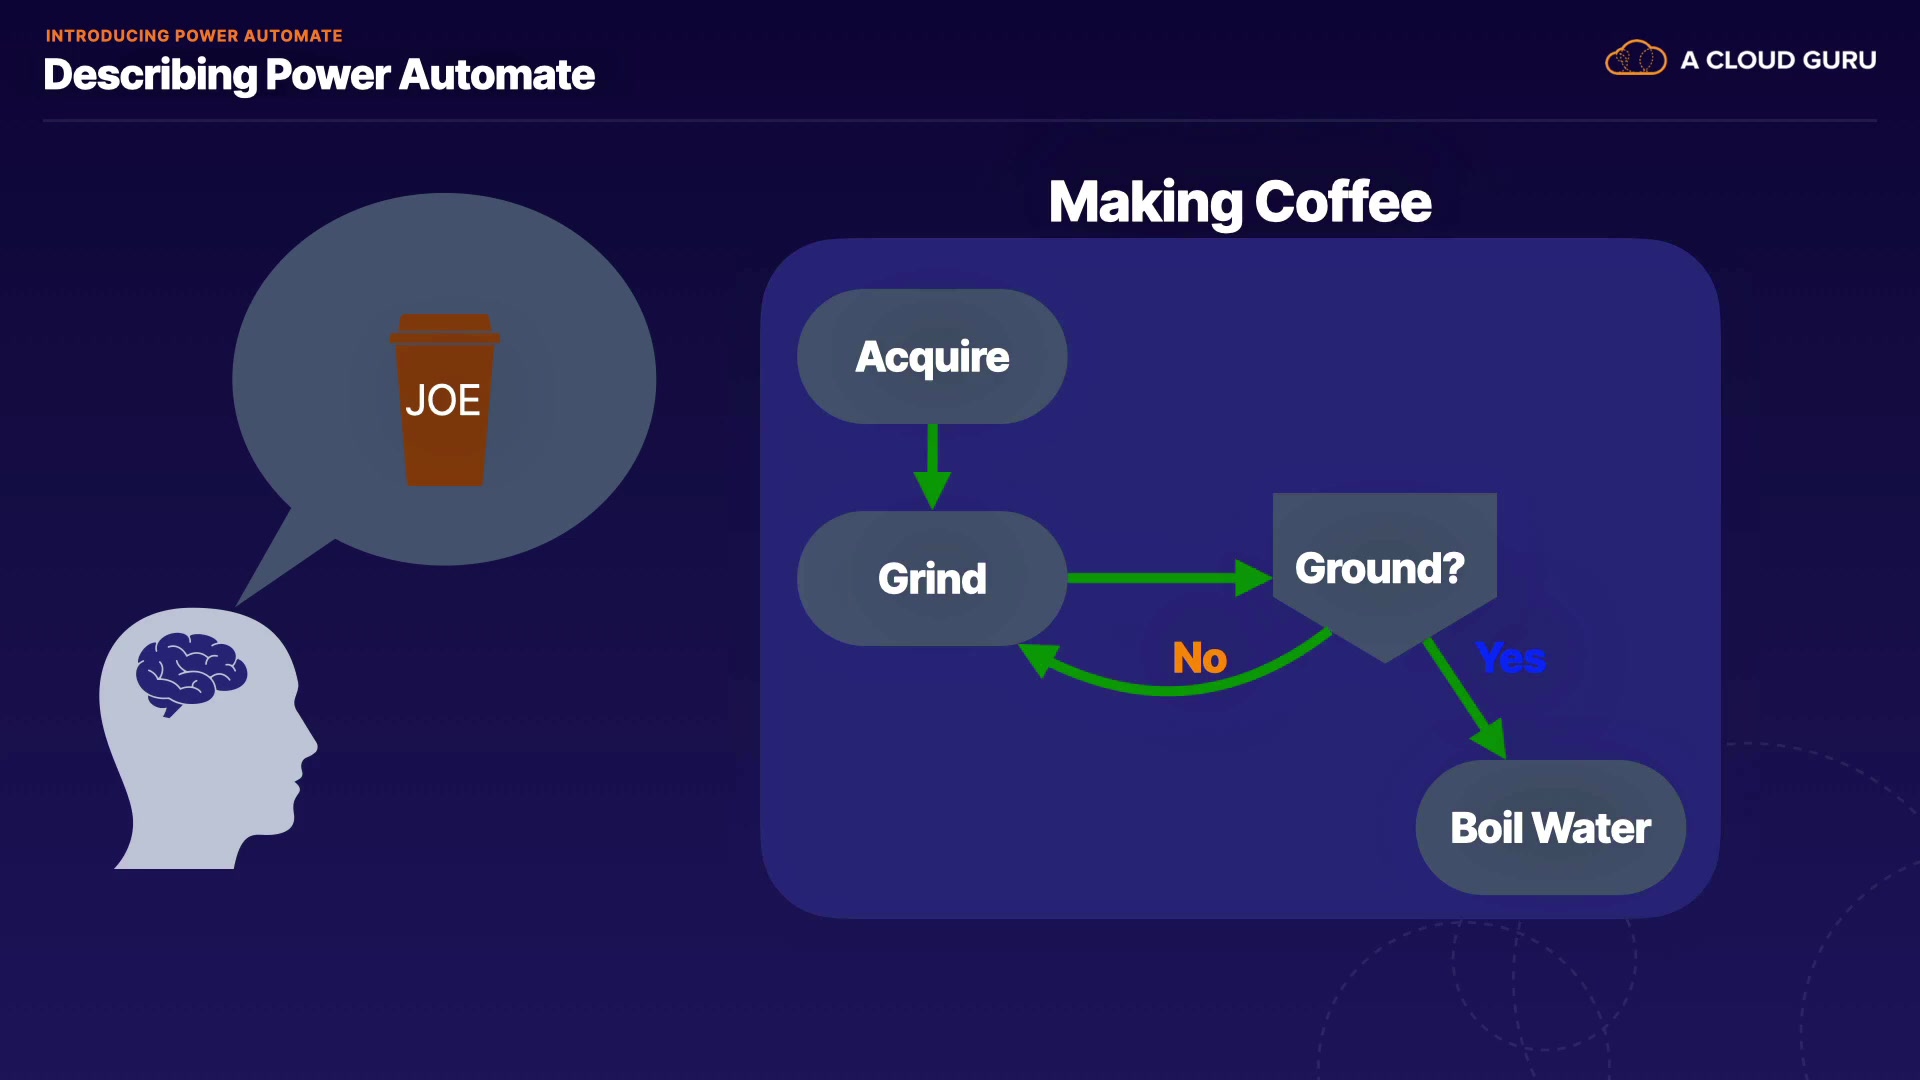 INTRODUCING POWER AUTOMATE
Describing Power Automate
A CLOUD GURU
Making Coffee
JOE
Acquire
Grind
Ground?
No
Yes
Boil Water